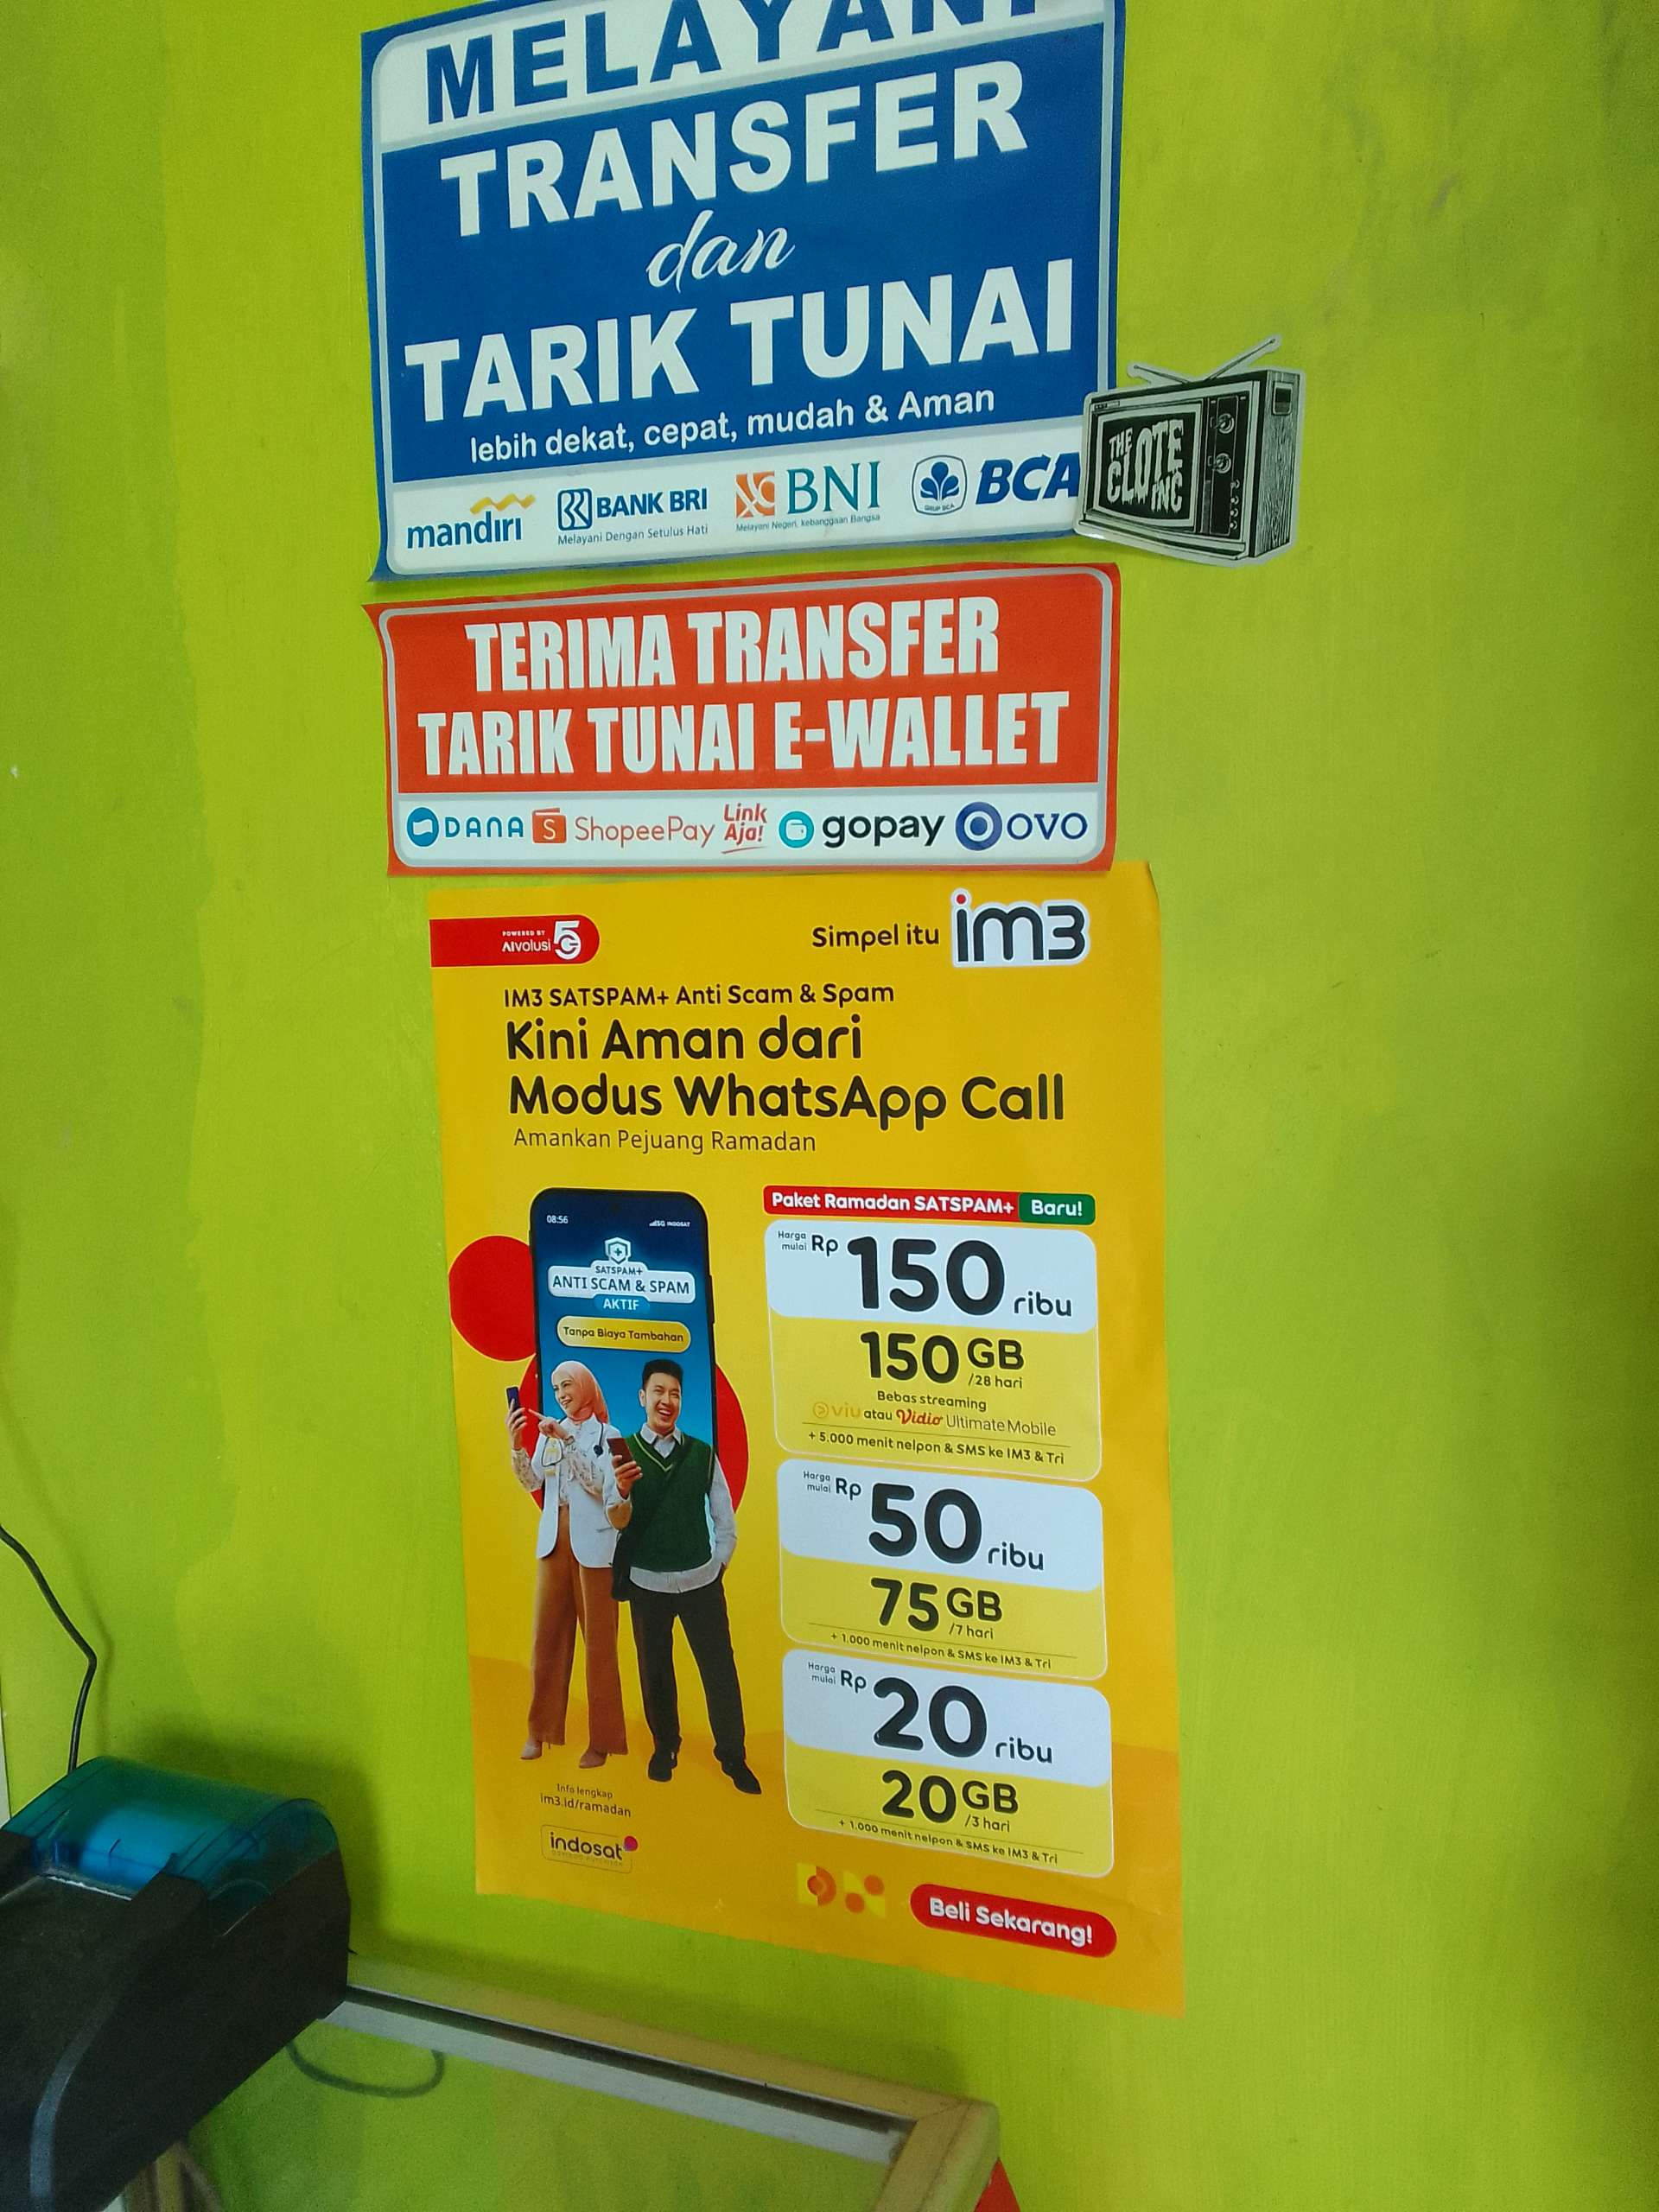 MELAYANI
TRANSFER
dan
TARIK TUNAI
lebih dekat, cepat, mudah & Aman
mandiri
BANK BRI
Melayani Dengan Setulus Hati
BNI
Melayani Negeri, Kebanggaan Bangsa
GRUP BCA
BCA
THE
CLOTE
INC
TERIMA TRANSFER
TARIK TUNAI E-WALLET
DANA S ShopeePay Link Aja! gopay OVO
POWERED BY
AIvolusi 5G
Simpel itu im3
IM3 SATSPAM+ Anti Scam & Spam
Kini Aman dari
Modus WhatsApp Call
Amankan Pejuang Ramadan
08:56
5G INDOSAT
SATSPAM+
ANTI SCAM & SPAM
AKTIF
Tanpa Biaya Tambahan
Paket Ramadan SATSPAM+ Baru!
Harga mulai Rp 150 ribu
150 GB /28 hari
Bebas streaming
viu atau Vidio Ultimate Mobile
+ 5.000 menit nelpon & SMS ke IM3 & Tri
Harga mulai Rp 50 ribu
75 GB /7 hari
+ 1.000 menit nelpon & SMS ke IM3 & Tri
Harga mulai Rp 20 ribu
20 GB /3 hari
+ 1.000 menit nelpon & SMS ke IM3 & Tri
Info lengkap
im3.id/ramadan
indosat
Beli Sekarang!